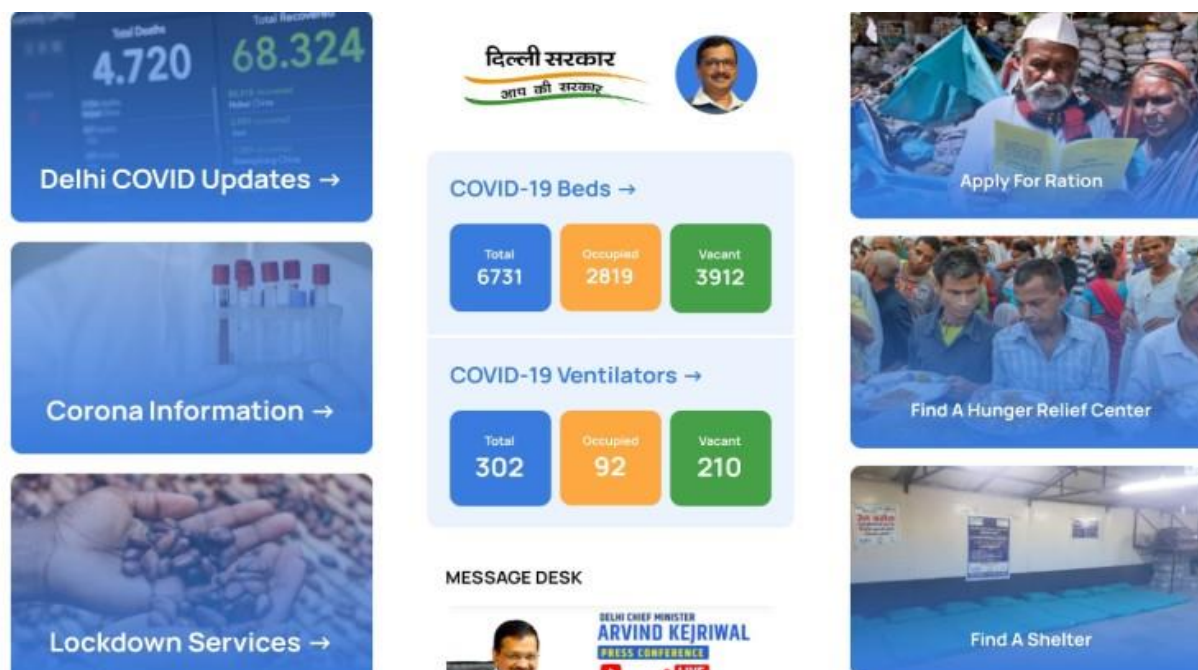 Total Deaths
4.720
Total Recovered
68.324
Delhi COVID Updates →
Corona Information →
Lockdown Services →
दिल्ली सरकार
आप की सरकार
COVID-19 Beds →
Total
6731
Occupied
2819
Vacant
3912
COVID-19 Ventilators →
Total
302
Occupied
92
Vacant
210
MESSAGE DESK
DELHI CHIEF MINISTER
ARVIND KEJRIWAL
PRESS CONFERENCE
LIVE
Apply For Ration
Find A Hunger Relief Center
Find A Shelter